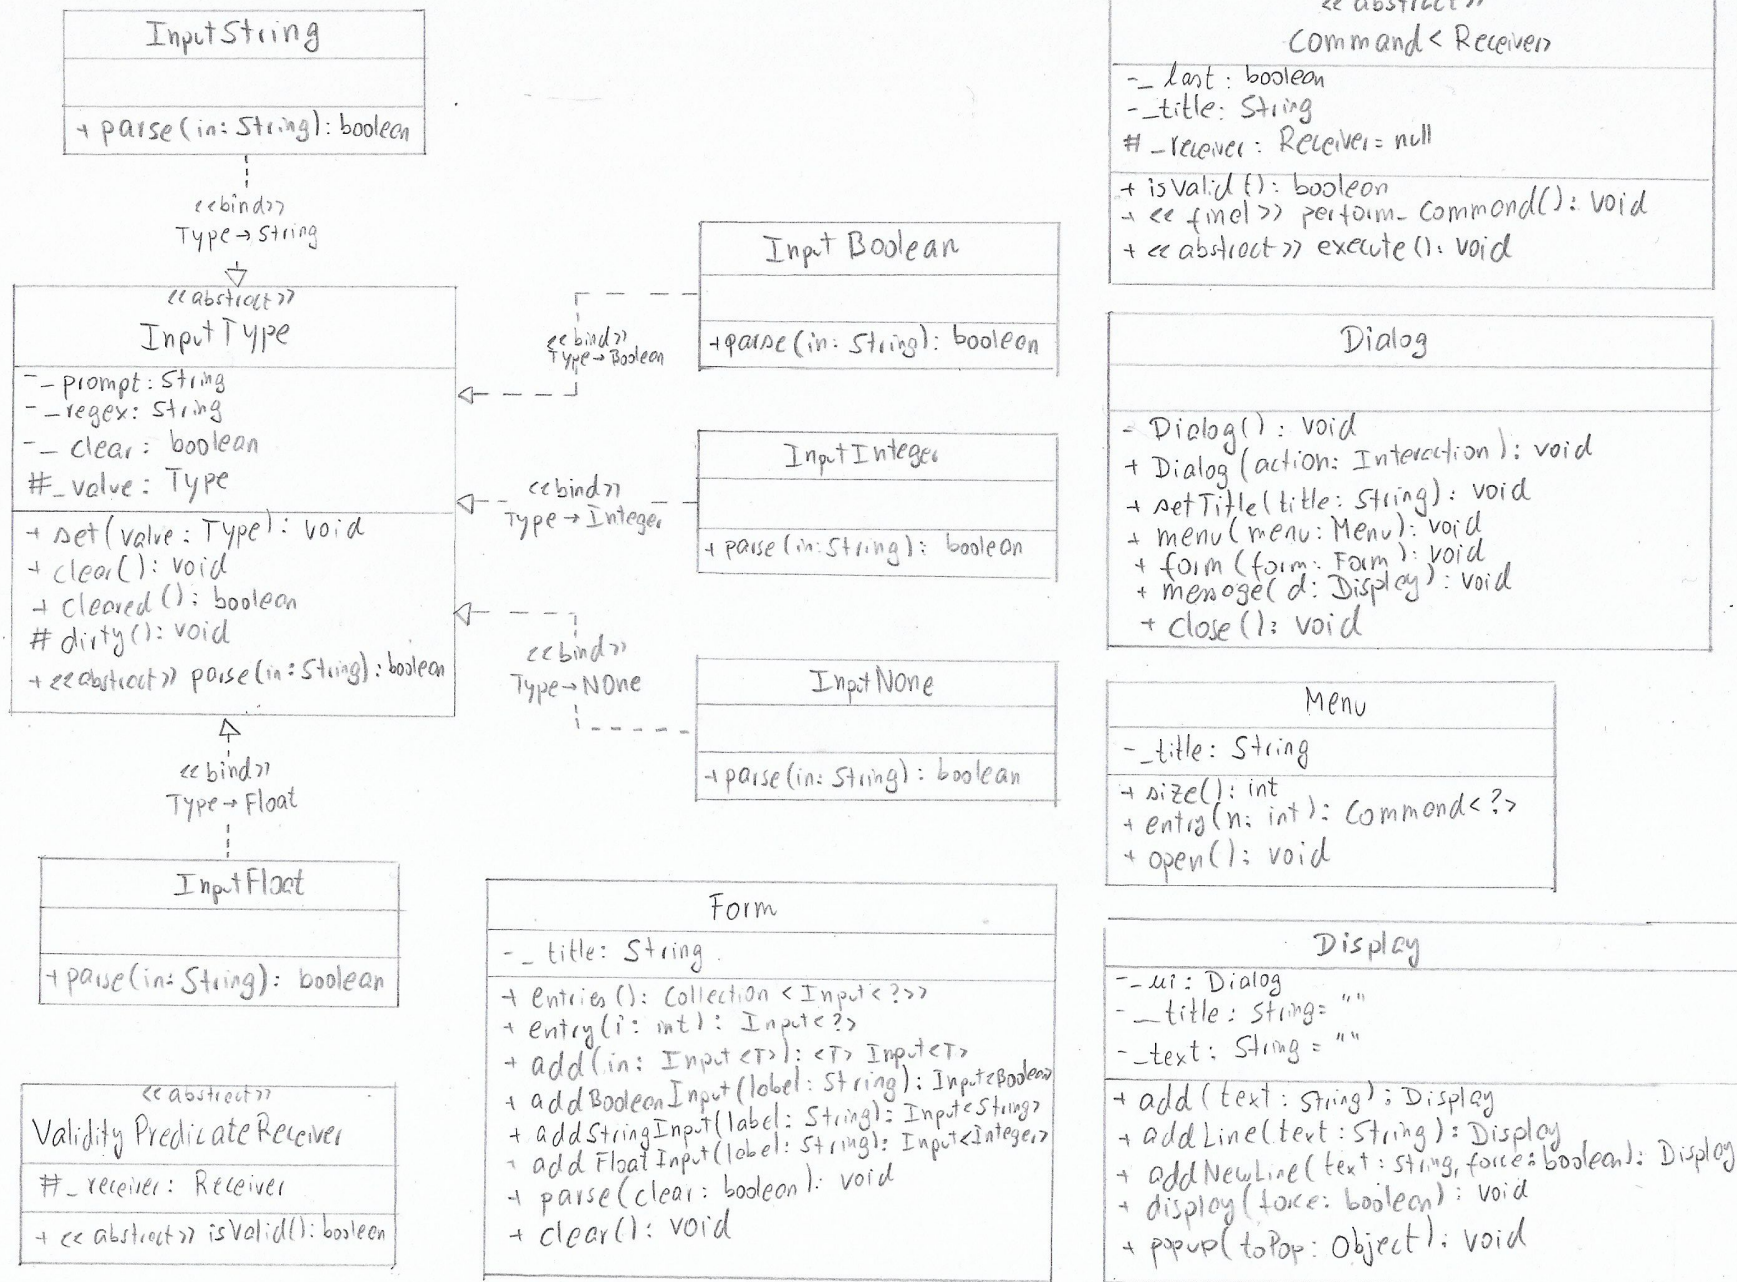 InputString
+ parse(in: String): boolean
<<bind>>
Type→String
<<abstract>>
InputType
-_prompt: String
-_regex: String
-_clear: boolean
#_value: Type
+ set(value: Type): void
+ clear(): void
+ cleared(): boolean
# dirty(): void
+ <<abstract>> parse(in: String): boolean
<<bind>>
Type→Float
InputFloat
+ parse(in: String): boolean
<<abstract>>
ValidityPredicateReceiver
#_receiver: Receiver
+ <<abstract>> isValid(): boolean
InputBoolean
+parse(in: String): boolean
<<bind>>
Type→Boolean
InputInteger
+ parse(in:String): boolean
<<bind>>
Type→Integer
InputNone
+parse(in: String): boolean
<<bind>>
Type→NOne
Form
-_title: String
+ entries(): Collection <Input<?>>
+ entry(i: int): Input<?>
+ add(in: Input<T>): <T> Input<T>
+ addBooleanInput(label: String): Input<Boolean>
+ addStringInput(label: String): Input<String>
+ addFloatInput(label: String): Input<Integer>
+ parse(clear: boolean): void
+ clear(): void
<<abstract>>
Command<Receiver>
-_last: boolean
-_title: String
#_receiver: Receiver = null
+ isValid(): boolean
+ <<final>> perform_command(): void
+ <<abstract>> execute(): void
Dialog
- Dialog(): void
+ Dialog(action: Interaction): void
+ setTitle(title: String): void
+ menu(menu: Menu): void
+ form(form: Form): void
+ message(d: Display): void
+ close(): void
Menu
-_title: String
+ size(): int
+ entry(n: int): Command<?>
+ open(): void
Display
-_ui: Dialog
-_title: String = ""
-_text: String = ""
+ add(text: String): Display
+ addLine(text: String): Display
+ addNewLine(text: String, force: boolean): Display
+ display(force: boolean): void
+ popup(toPop: Object): void